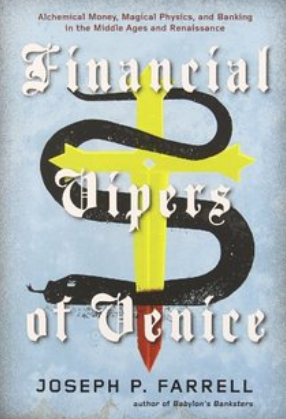 Alchemical Money, Magical Physics, and Banking
in the Middle Ages and Renaissance
Financial
Vipers
of Venice
JOSEPH P. FARRELL
author of Babylon's Banksters